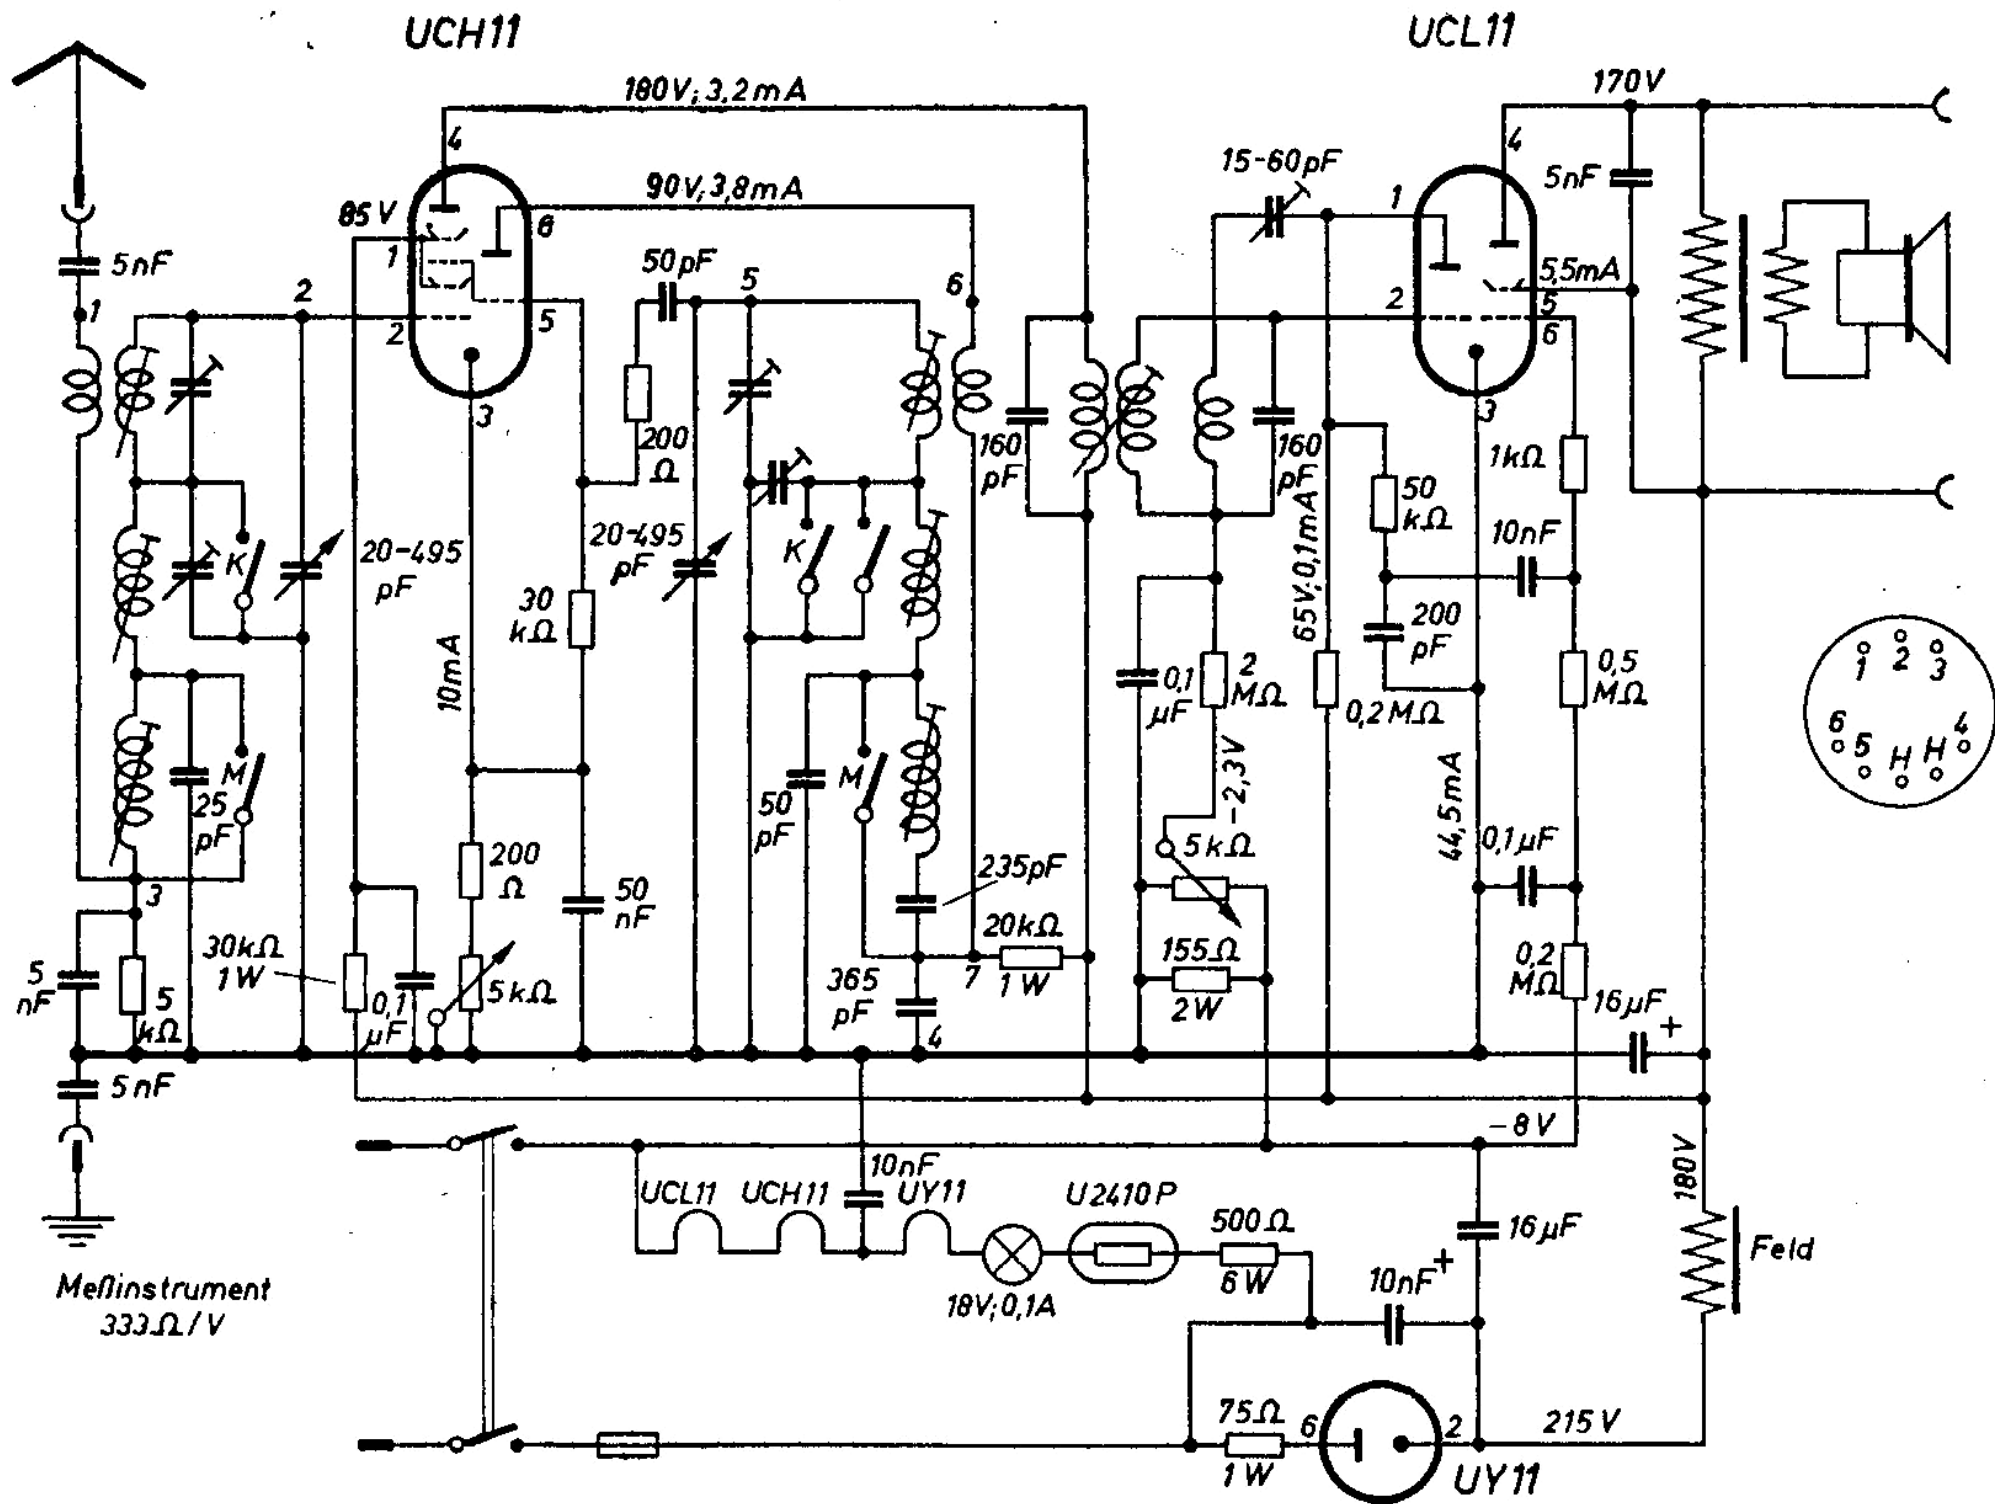 UCH11
UCL11
180V; 3,2mA
170V
4
4
15-60pF
5nF
90V; 3,8mA
85V
1
6
1
5nF
50pF
5
6
5,5mA
2
2
5
2
5
6
1
3
200
Ω
160
pF
160
pF
3
1kΩ
50
kΩ
K
20-495
pF
20-495
pF
K
65V; 0,1mA
10nF
30
kΩ
200
pF
1
2
3
10mA
0,1
µF
2
MΩ
0,2MΩ
0,5
MΩ
6
5
H
H
4
M
25
pF
50
pF
M
-2,3V
44,5mA
5kΩ
0,1µF
200
Ω
50
nF
235pF
3
30kΩ
1W
20kΩ
1W
7
155Ω
2W
0,2
MΩ
5
nF
5
kΩ
0,1
µF
5kΩ
365
pF
4
16µF
+
5nF
-8V
10nF
180V
UCL11
UCH11
UY11
U2410P
500Ω
6W
16µF
Feld
Meßinstrument
333Ω/V
18V; 0,1A
10nF
+
75Ω
1W
6
2
215V
UY11